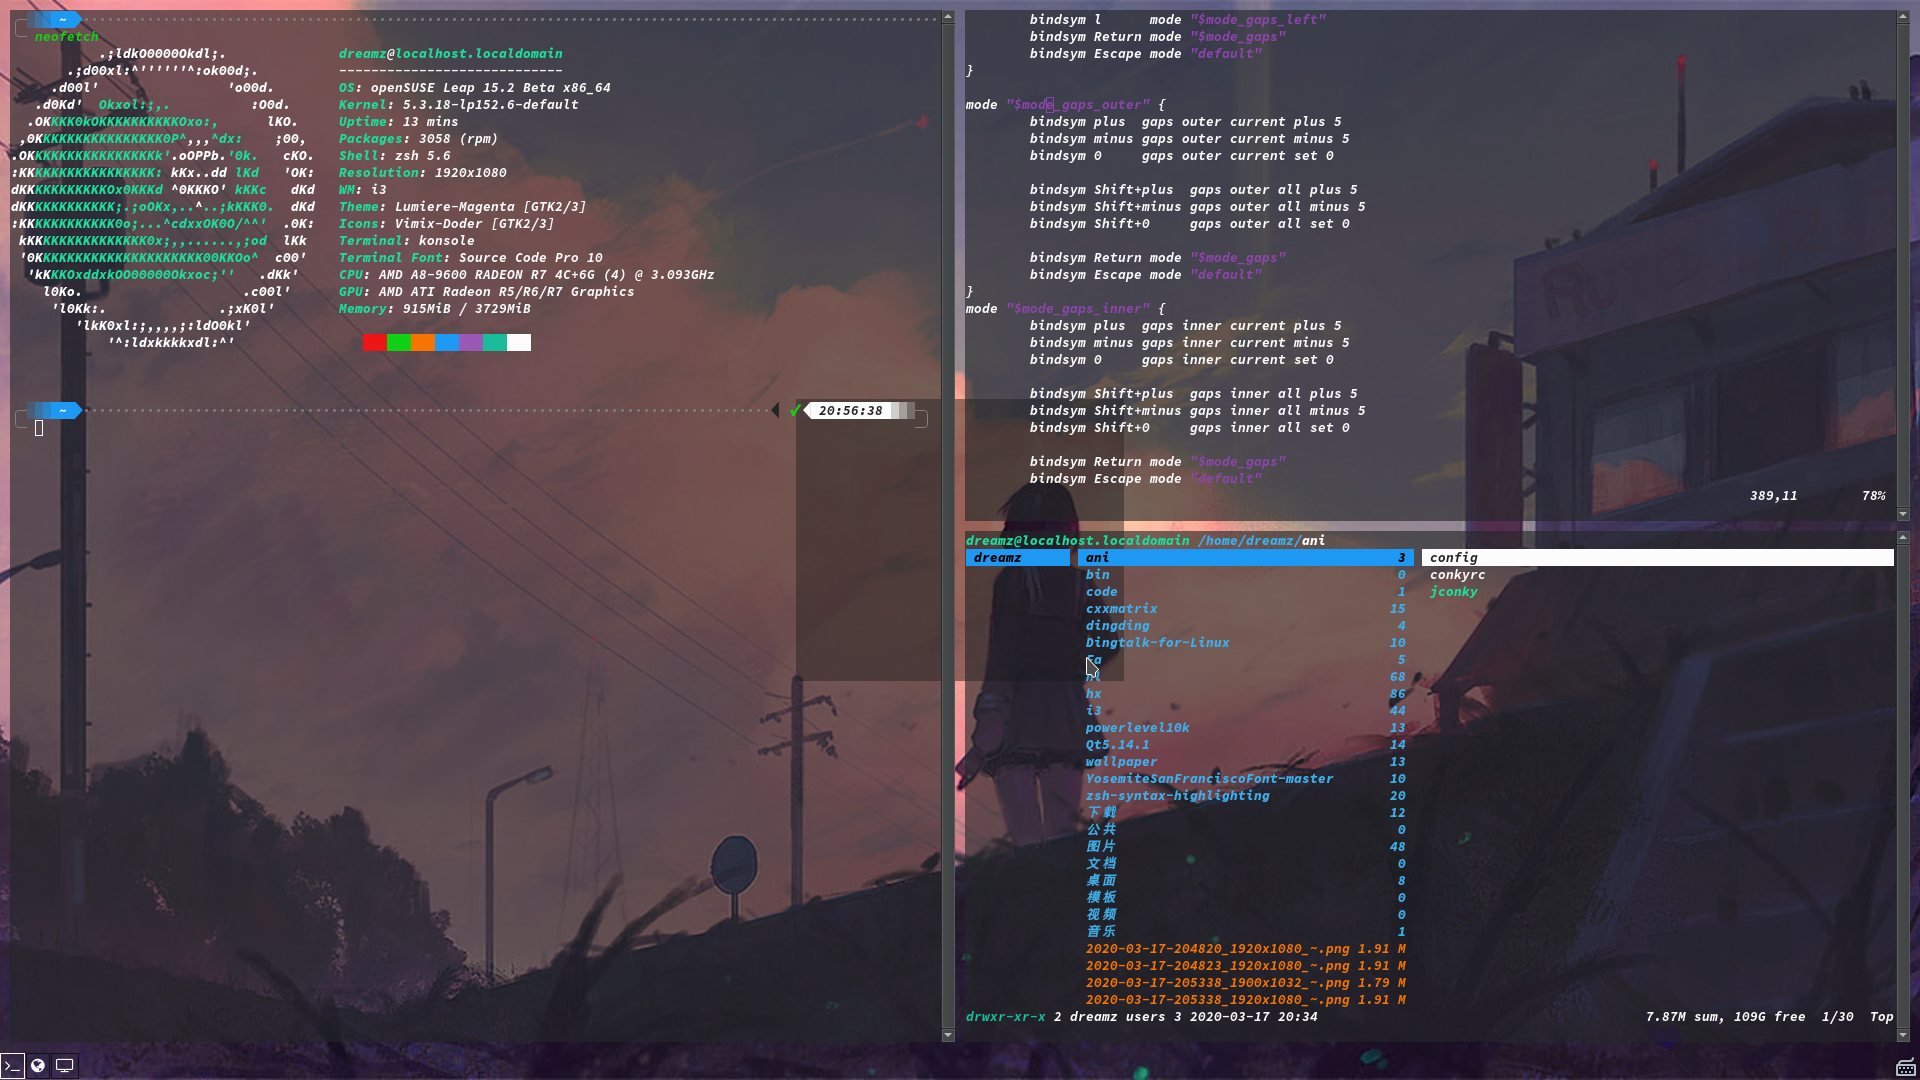 ~
neofetch
.;ldkO0000Okdl;.
.;d00xl:^''''''^:ok00d;.
.d00l' 'o00d.
.d0Kd' Okxol:;,. :O0d.
.OKKKK0kOKKKKKKKKKKOxo:, lKO.
,0KKKKKKKKKKKKKKKK0P^,,,^dx: ;00,
.OKKKKKKKKKKKKKKKKk'.oOPPb.'0k. cKO.
:KKKKKKKKKKKKKKKKK: kKx..dd lKd 'OK:
dKKKKKKKKKKKOx0KKKd ^0KKKO' kKKc dKd
dKKKKKKKKKKKK;.;oOKx,..^..;kKKK0. dKd
:KKKKKKKKKKKK0o;...^cdxxOK0O/^^' .0K:
kKKKKKKKKKKKKKKK0x;,,......,;od lKk
'0KKKKKKKKKKKKKKKKKKKKK00KKOo^ c00'
'kKKKOxddxkOO00000Okxoc;'' .dKk'
l0Ko. .c00l'
'l0Kk:. .;xK0l'
'lkK0xl:;,,,,;:ldO0kl'
'^:ldxkkkkxdl:^'
dreamz@localhost.localdomain
----------------------------
OS: openSUSE Leap 15.2 Beta x86_64
Kernel: 5.3.18-lp152.6-default
Uptime: 13 mins
Packages: 3058 (rpm)
Shell: zsh 5.6
Resolution: 1920x1080
WM: i3
Theme: Lumiere-Magenta [GTK2/3]
Icons: Vimix-Doder [GTK2/3]
Terminal: konsole
Terminal Font: Source Code Pro 10
CPU: AMD A8-9600 RADEON R7 4C+6G (4) @ 3.093GHz
GPU: AMD ATI Radeon R5/R6/R7 Graphics
Memory: 915MiB / 3729MiB
~ ✔ 20:56:38
bindsym l mode "$mode_gaps_left"
bindsym Return mode "$mode_gaps"
bindsym Escape mode "default"
}
mode "$mode_gaps_outer" {
bindsym plus gaps outer current plus 5
bindsym minus gaps outer current minus 5
bindsym 0 gaps outer current set 0
bindsym Shift+plus gaps outer all plus 5
bindsym Shift+minus gaps outer all minus 5
bindsym Shift+0 gaps outer all set 0
bindsym Return mode "$mode_gaps"
bindsym Escape mode "default"
}
mode "$mode_gaps_inner" {
bindsym plus gaps inner current plus 5
bindsym minus gaps inner current minus 5
bindsym 0 gaps inner current set 0
bindsym Shift+plus gaps inner all plus 5
bindsym Shift+minus gaps inner all minus 5
bindsym Shift+0 gaps inner all set 0
bindsym Return mode "$mode_gaps"
bindsym Escape mode "default"
389,11 78%
dreamz@localhost.localdomain /home/dreamz/ani
dreamz ani 3 config
bin 0 conkyrc
code 1 jconky
cxxmatrix 15
dingding 4
Dingtalk-for-Linux 10
5
68
hx 86
i3 44
powerlevel10k 13
Qt5.14.1 14
wallpaper 13
YosemiteSanFranciscoFont-master 10
zsh-syntax-highlighting 20
下载 12
公共 0
图片 48
文档 0
桌面 8
模板 0
视频 0
音乐 1
2020-03-17-204820_1920x1080_~.png 1.91 M
2020-03-17-204823_1920x1080_~.png 1.91 M
2020-03-17-205338_1900x1032_~.png 1.79 M
2020-03-17-205338_1920x1080_~.png 1.91 M
drwxr-xr-x 2 dreamz users 3 2020-03-17 20:34 7.87M sum, 109G free 1/30 Top